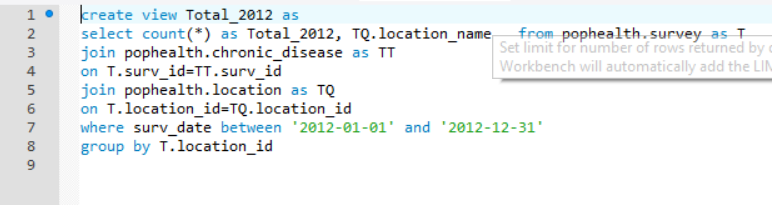 1 create view Total_2012 as
2 select count(*) as Total_2012, TQ.location_name from pophealth.survey as T
3 join pophealth.chronic_disease as TT
4 on T.surv_id=TT.surv_id
5 join pophealth.location as TQ
6 on T.location_id=TQ.location_id
7 where surv_date between '2012-01-01' and '2012-12-31'
8 group by T.location_id
9
Set limit for number of rows returned by
Workbench will automatically add the